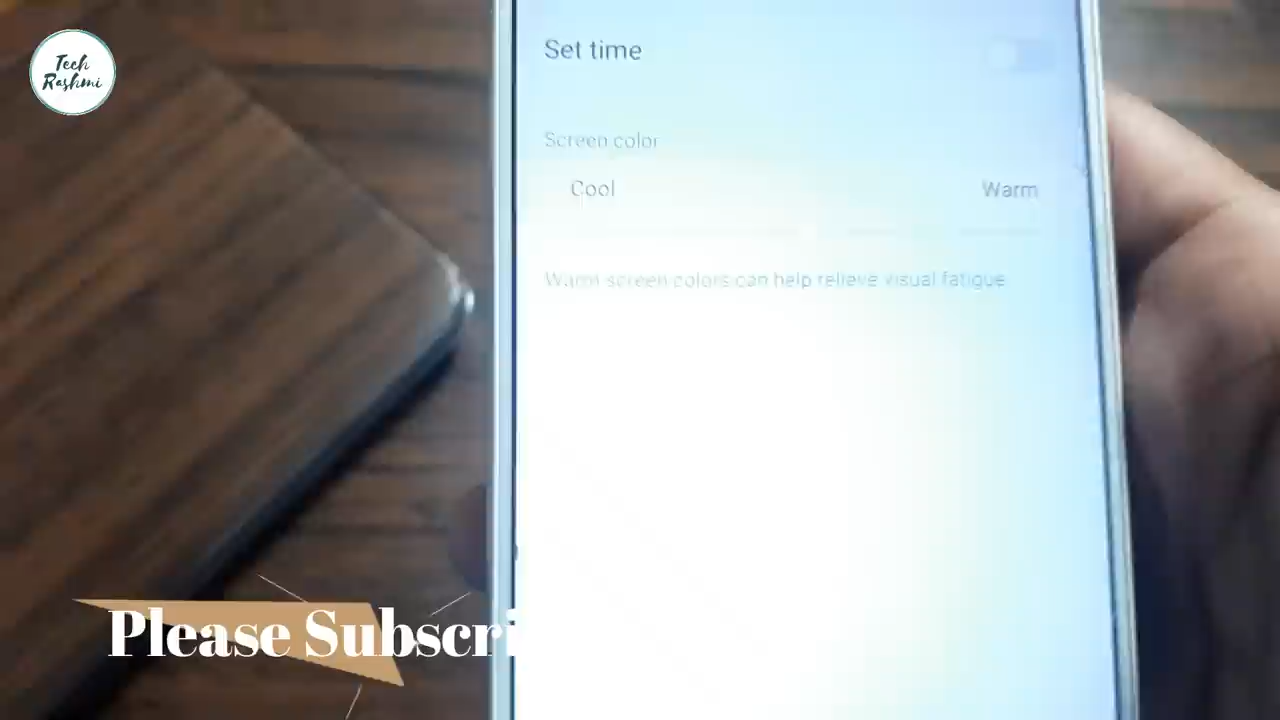 Tech
Rashmi
Set time
Screen color
Cool
Warm
Warm screen colors can help relieve visual fatigue
Please Subscri